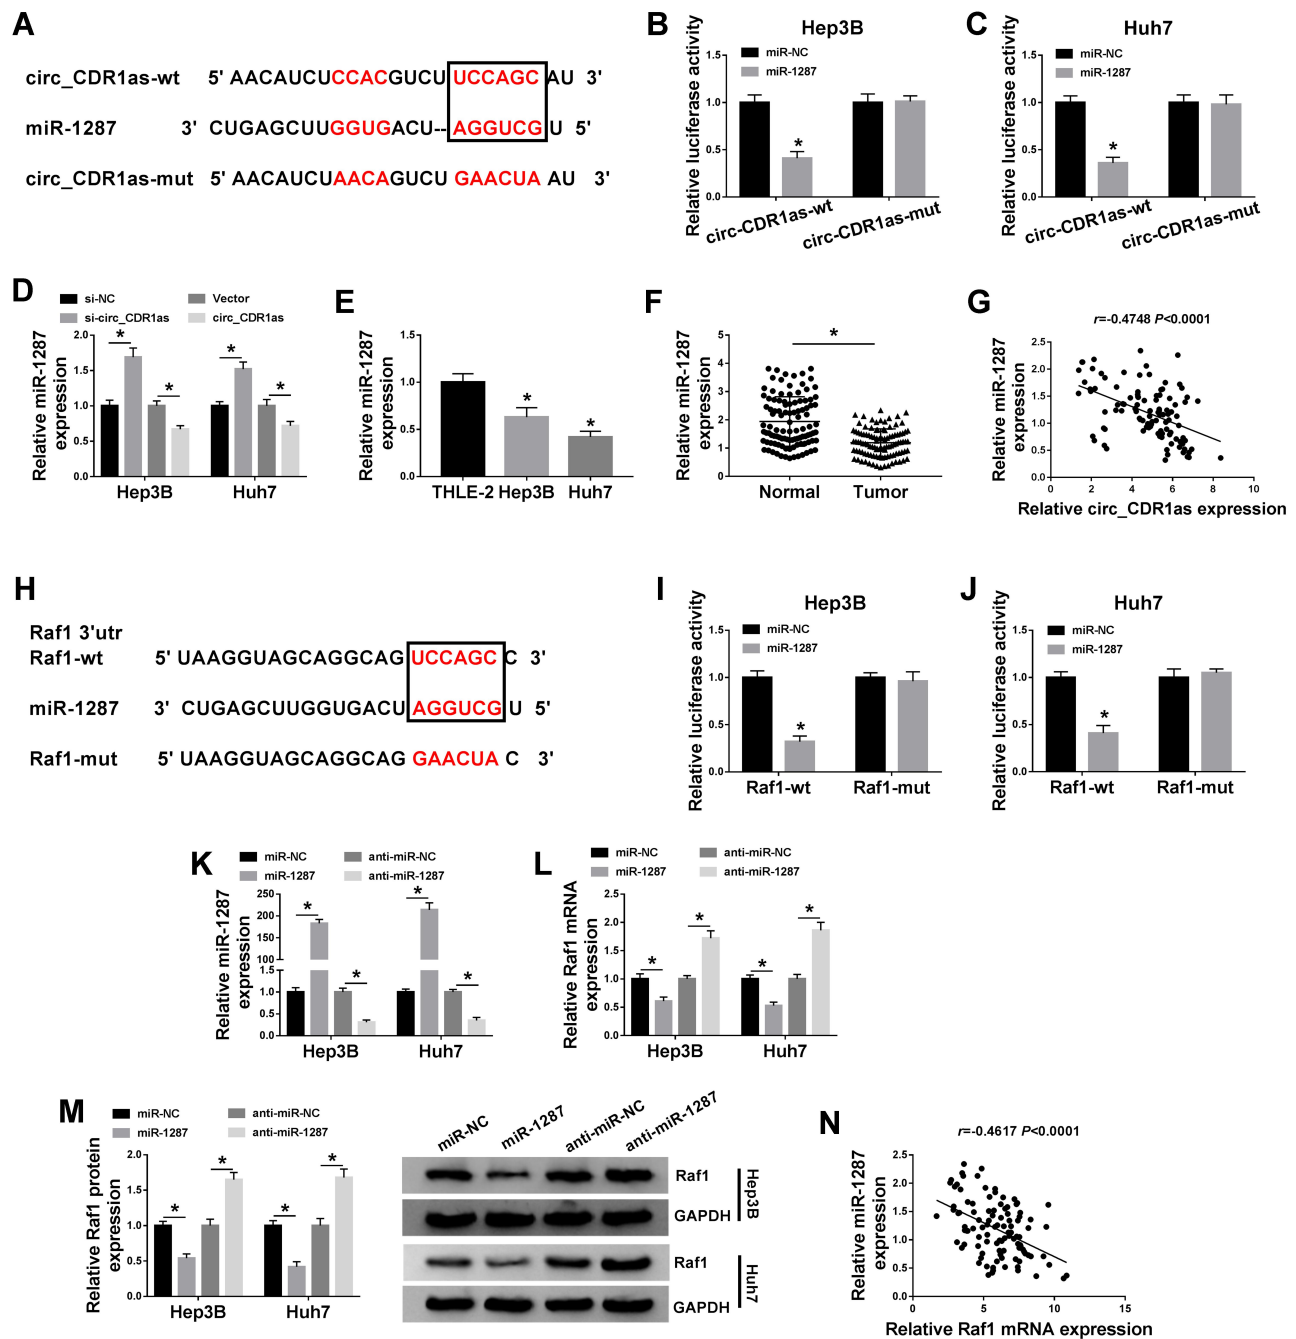 A
circ_CDR1as-wt 5' AACAUCUCCACGUCU UCCAGC AU 3'
miR-1287 3' CUGAGCUUGGUGACU-- AGGUCG U 5'
circ_CDR1as-mut 5' AACAUCUAACAGUCU GAACUA AU 3'
B
Hep3B
miR-NC
miR-1287
Relative luciferase activity
1.5
1.0
0.5
0.0
*
circ-CDR1as-wt
circ-CDR1as-mut
C
Huh7
miR-NC
miR-1287
Relative luciferase activity
1.5
1.0
0.5
0.0
*
circ-CDR1as-wt
circ-CDR1as-mut
D
si-NC
si-circ_CDR1as
Vector
circ_CDR1as
Relative miR-1287
expression
2.0
1.5
1.0
0.5
0.0
* * * *
Hep3B Huh7
E
Relative miR-1287
expression
1.5
1.0
0.5
0.0
* *
THLE-2 Hep3B Huh7
F
Relative miR-1287
expression
5
4
3
2
1
0
*
Normal Tumor
G
r=-0.4748 P<0.0001
Relative miR-1287
expression
2.5
2.0
1.5
1.0
0.5
0.0
0 2 4 6 8 10
Relative circ_CDR1as expression
H
Raf1 3'utr
Raf1-wt 5' UAAGGUAGCAGGCAG UCCAGC C 3'
miR-1287 3' CUGAGCUUGGUGACU AGGUCG U 5'
Raf1-mut 5' UAAGGUAGCAGGCAG GAACUA C 3'
I
Hep3B
miR-NC
miR-1287
Relative luciferase activity
1.5
1.0
0.5
0.0
*
Raf1-wt Raf1-mut
J
Huh7
miR-NC
miR-1287
Relative luciferase activity
1.5
1.0
0.5
0.0
*
Raf1-wt Raf1-mut
K
miR-NC
miR-1287
anti-miR-NC
anti-miR-1287
Relative miR-1287
expression
250
200
150
100
1.5
1.0
0.5
0.0
* * * *
Hep3B Huh7
L
miR-NC
miR-1287
anti-miR-NC
anti-miR-1287
Relative Raf1 mRNA
expression
2.5
2.0
1.5
1.0
0.5
0.0
* * * *
Hep3B Huh7
M
miR-NC
miR-1287
anti-miR-NC
anti-miR-1287
Relative Raf1 protein
expression
2.0
1.5
1.0
0.5
0.0
* * * *
Hep3B Huh7
miR-NC
miR-1287
anti-miR-NC
anti-miR-1287
Raf1
GAPDH
Hep3B
Raf1
GAPDH
Huh7
N
r=-0.4617 P<0.0001
Relative miR-1287
expression
2.5
2.0
1.5
1.0
0.5
0.0
0 5 10 15
Relative Raf1 mRNA expression